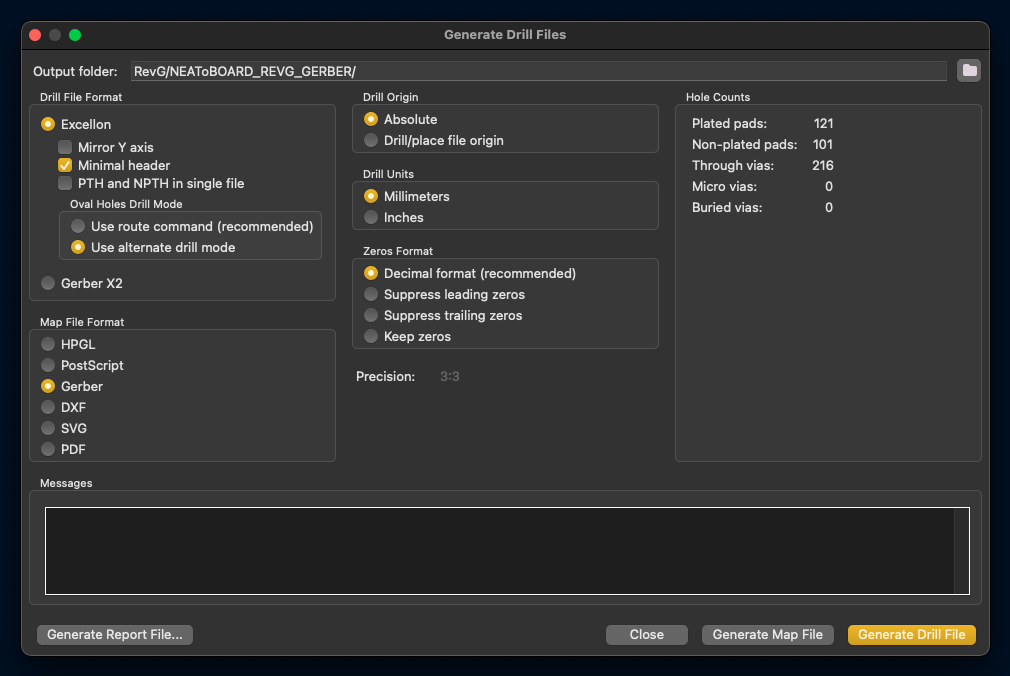 Generate Drill Files
Output folder: RevG/NEAToBOARD_REVG_GERBER/
Drill File Format
Excellon
Mirror Y axis
Minimal header
PTH and NPTH in single file
Oval Holes Drill Mode
Use route command (recommended)
Use alternate drill mode
Gerber X2
Map File Format
HPGL
PostScript
Gerber
DXF
SVG
PDF
Drill Origin
Absolute
Drill/place file origin
Drill Units
Millimeters
Inches
Zeros Format
Decimal format (recommended)
Suppress leading zeros
Suppress trailing zeros
Keep zeros
Precision: 3:3
Hole Counts
Plated pads: 121
Non-plated pads: 101
Through vias: 216
Micro vias: 0
Buried vias: 0
Messages
Generate Report File...
Close
Generate Map File
Generate Drill File